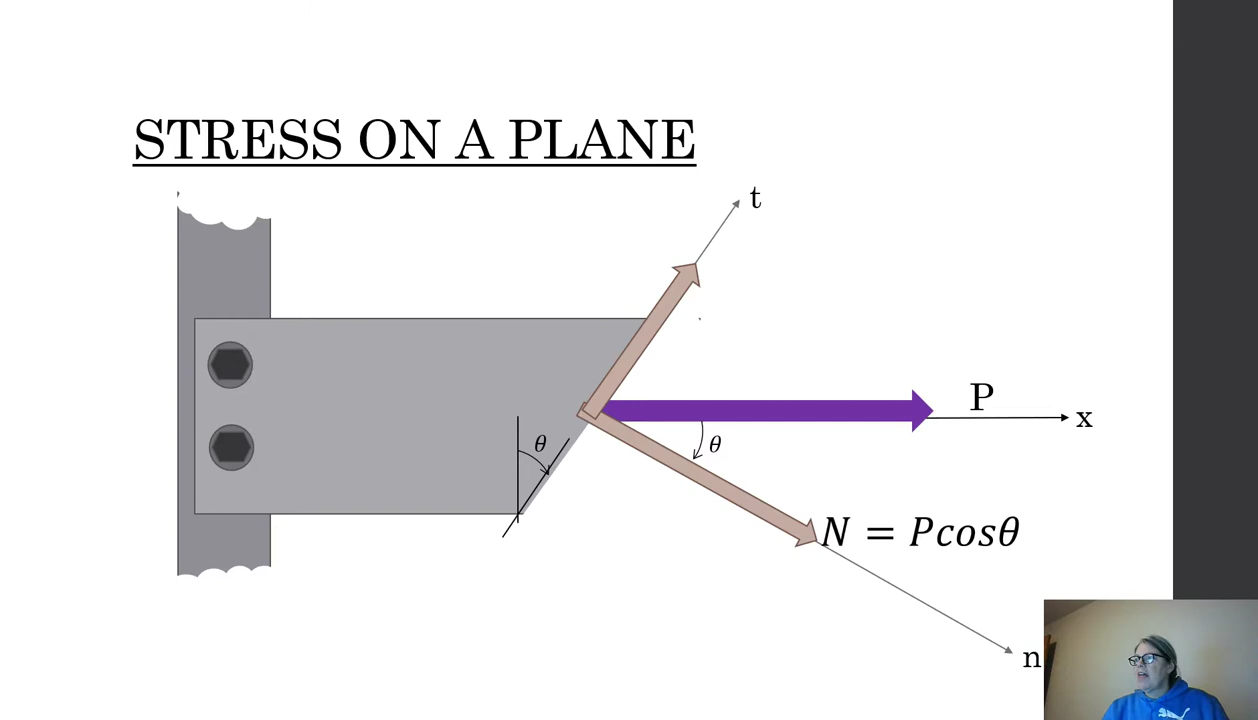 STRESS ON A PLANE
t
P
x
θ
θ
N = Pcosθ
n